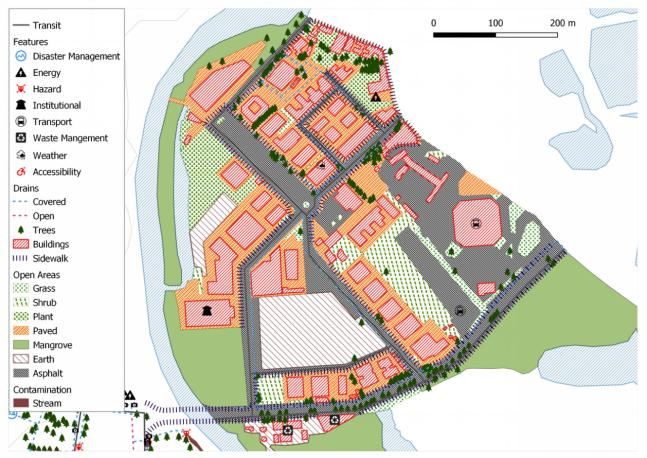 Transit
Features
Disaster Management
Energy
Hazard
Institutional
Transport
Waste Mangement
Weather
Accessibility
Drains
Covered
Open
Trees
Buildings
Sidewalk
Open Areas
Grass
Shrub
Plant
Paved
Mangrove
Earth
Asphalt
Contamination
Stream
0 100 200 m